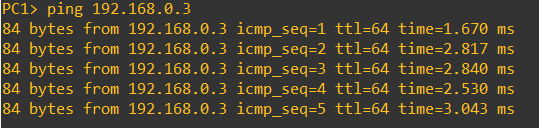 PC1> ping 192.168.0.3
84 bytes from 192.168.0.3 icmp_seq=1 ttl=64 time=1.670 ms
84 bytes from 192.168.0.3 icmp_seq=2 ttl=64 time=2.817 ms
84 bytes from 192.168.0.3 icmp_seq=3 ttl=64 time=2.840 ms
84 bytes from 192.168.0.3 icmp_seq=4 ttl=64 time=2.530 ms
84 bytes from 192.168.0.3 icmp_seq=5 ttl=64 time=3.043 ms